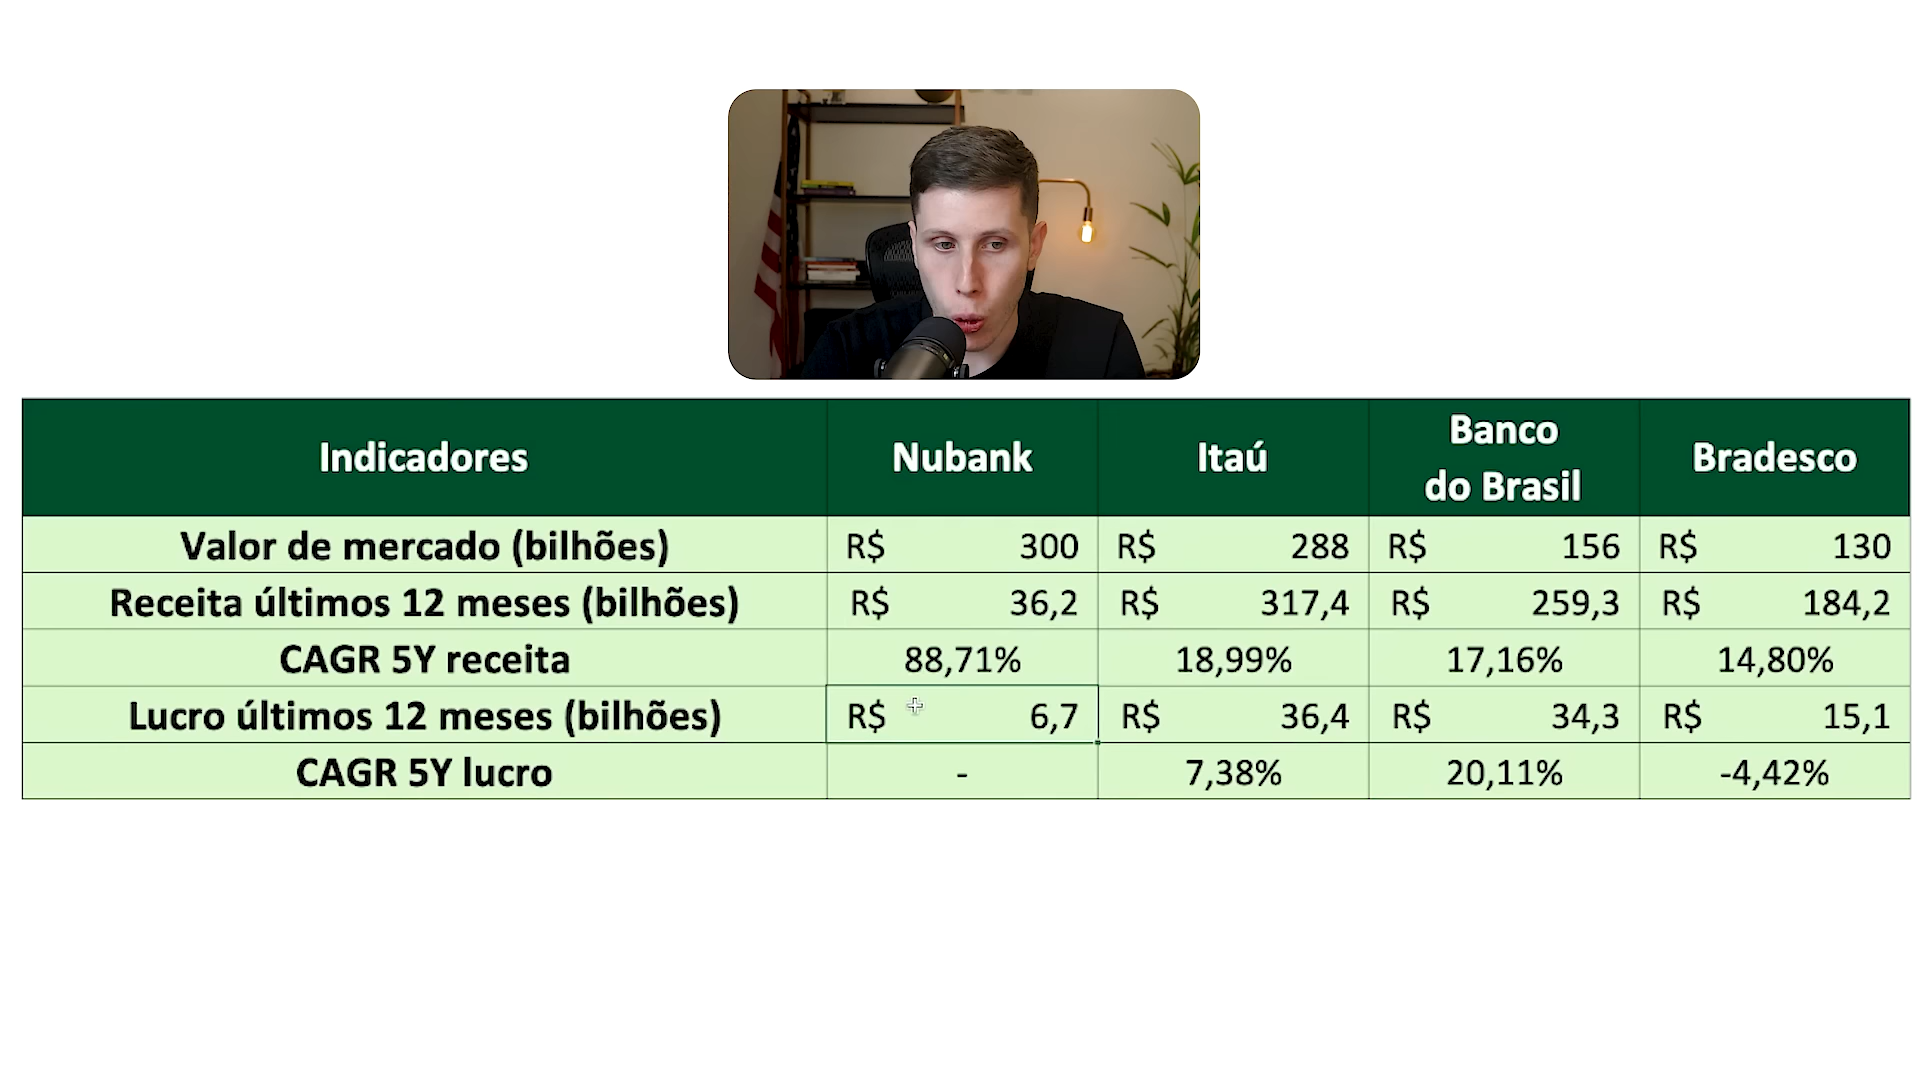 Indicadores Nubank Itaú Banco do Brasil Bradesco
Valor de mercado (bilhões) R$ 300 R$ 288 R$ 156 R$ 130
Receita últimos 12 meses (bilhões) R$ 36,2 R$ 317,4 R$ 259,3 R$ 184,2
CAGR 5Y receita 88,71% 18,99% 17,16% 14,80%
Lucro últimos 12 meses (bilhões) R$ 6,7 R$ 36,4 R$ 34,3 R$ 15,1
CAGR 5Y lucro - 7,38% 20,11% -4,42%